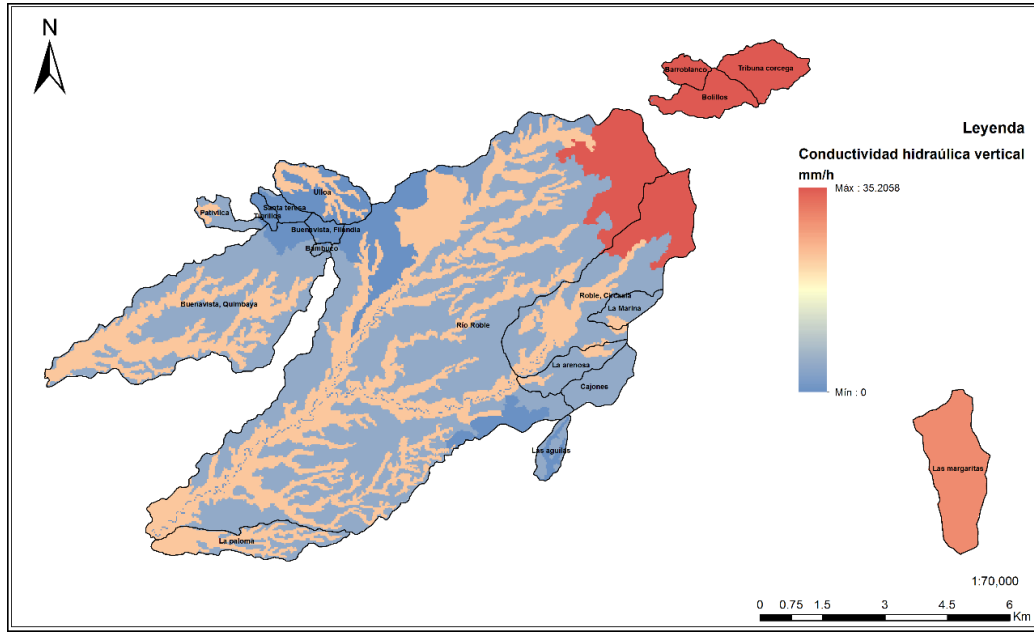 N
Barroblanco
Tribuna corcega
Bolillos
Leyenda
Conductividad hidraúlica vertical
mm/h
Máx : 35.2058
Mín : 0
Ulloa
Santa teresa
Pativilca
Tigrillos
Buenavista, Filandia
Bambuco
Buenavista, Quimbaya
Roble, Circasia
La Marina
Río Roble
La arenosa
Cajones
Las aguilas
Las margaritas
La paloma
1:70,000
0 0.75 1.5 3 4.5 6
Km